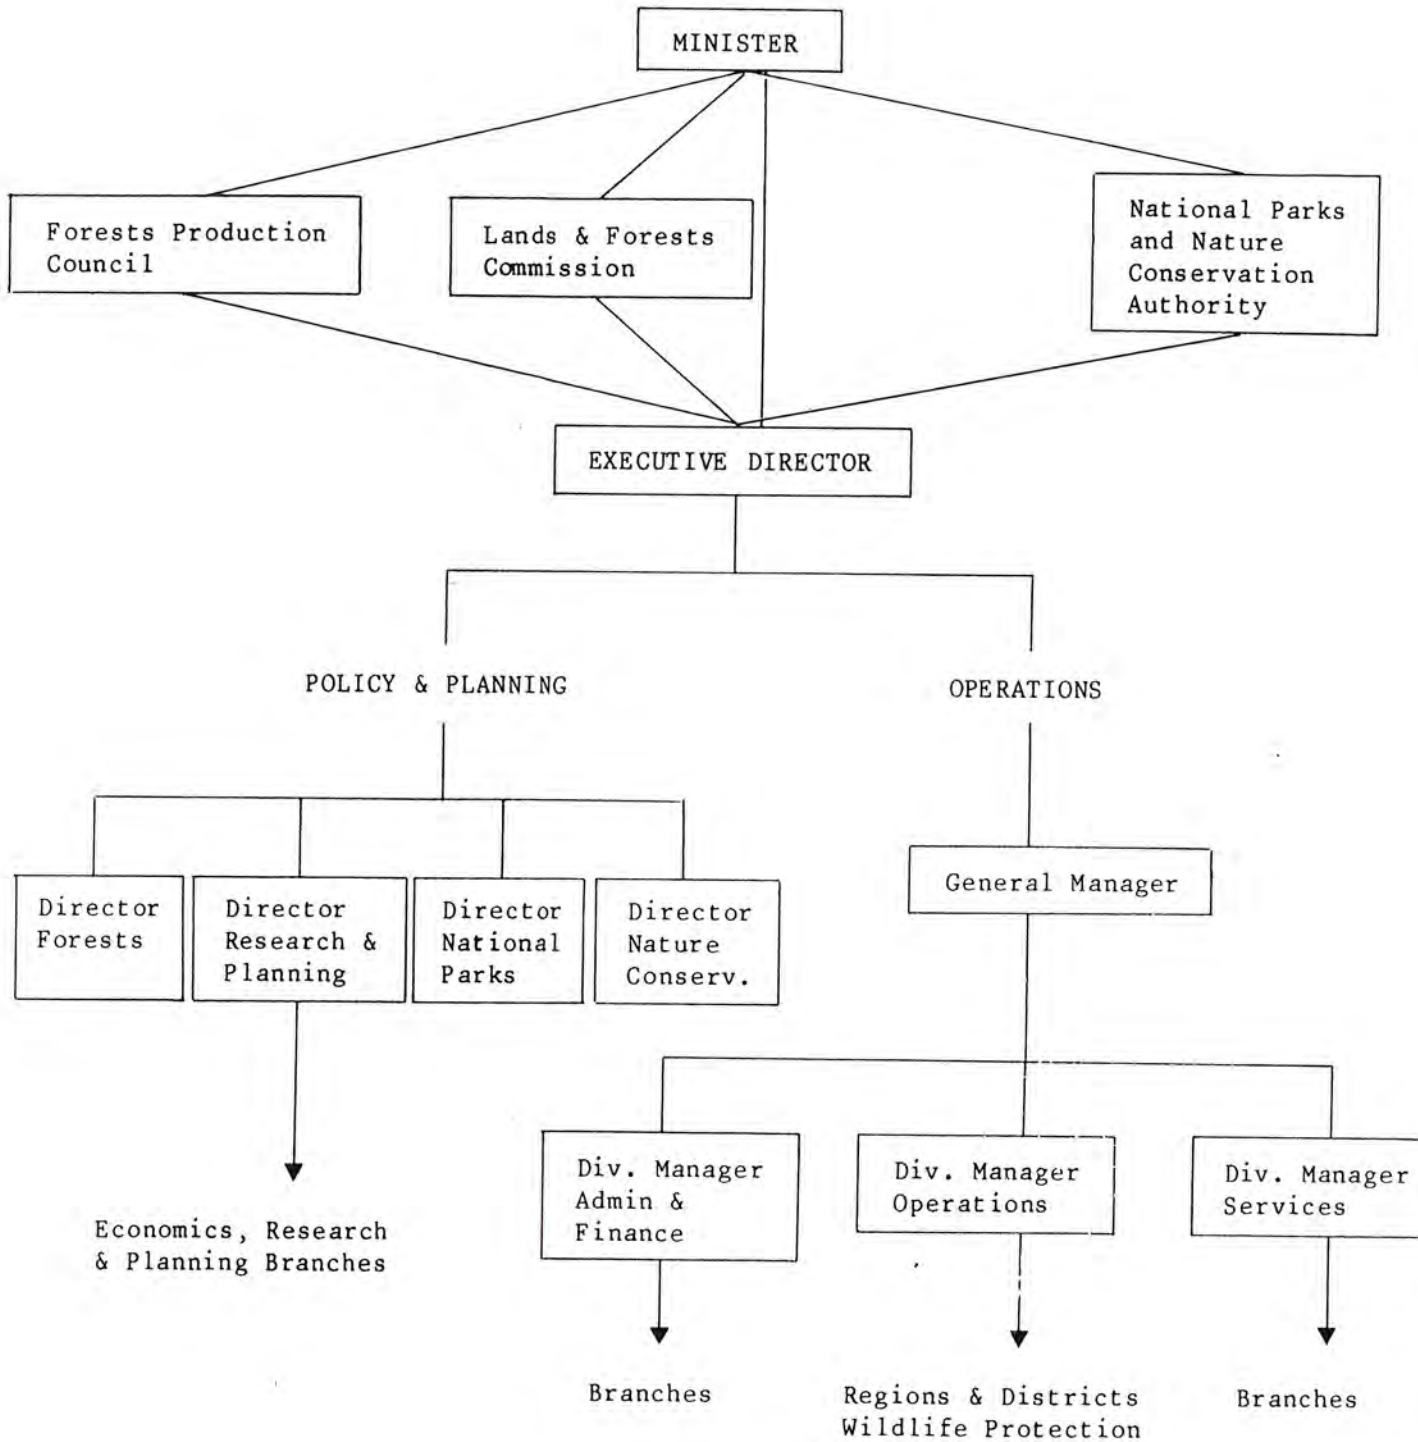 MINISTER
Forests Production
Council
Lands & Forests
Commission
National Parks
and Nature
Conservation
Authority
EXECUTIVE DIRECTOR
POLICY & PLANNING
OPERATIONS
Director
Forests
Director
Research &
Planning
Director
National
Parks
Director
Nature
Conserv.
General Manager
Economics, Research
& Planning Branches
Div. Manager
Admin &
Finance
Div. Manager
Operations
Div. Manager
Services
Branches
Regions & Districts
Wildlife Protection
Branches